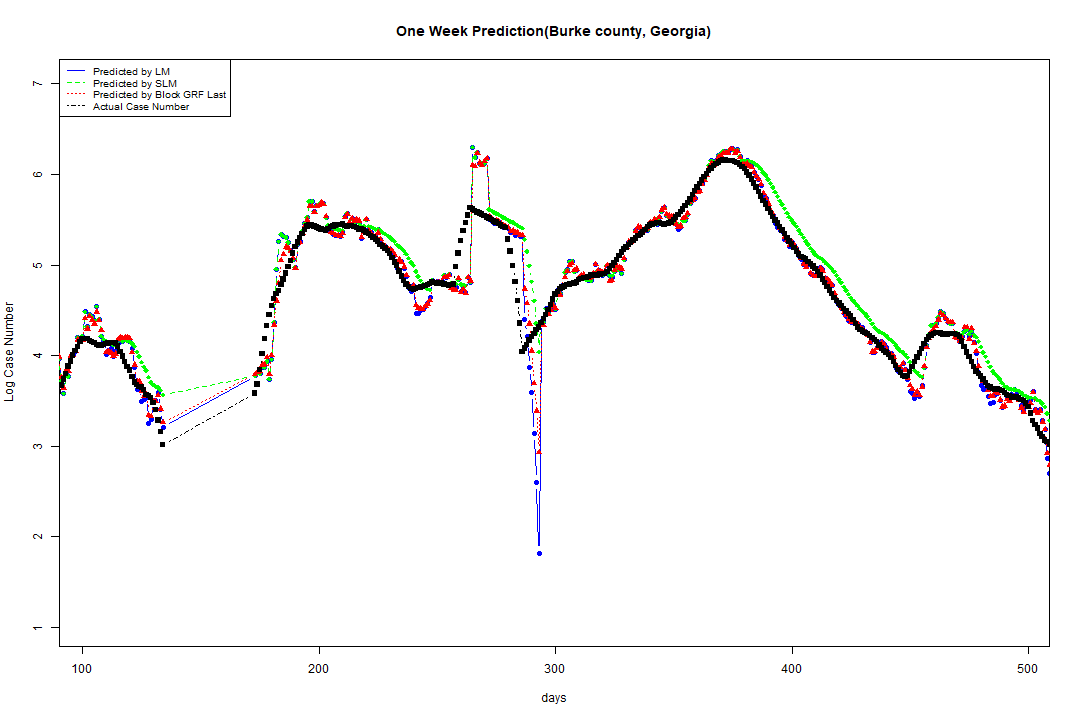 One Week Prediction(Burke county, Georgia)
Predicted by LM
Predicted by SLM
Predicted by Block GRF Last
Actual Case Number
7
6
5
4
3
2
1
Log Case Number
100 200 300 400 500
days